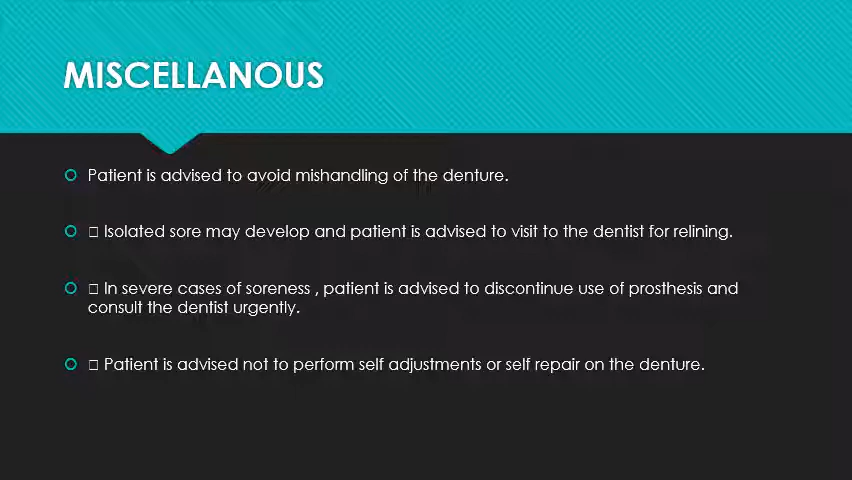 MISCELLANOUS
Patient is advised to avoid mishandling of the denture.
□ Isolated sore may develop and patient is advised to visit to the dentist for relining.
□ In severe cases of soreness , patient is advised to discontinue use of prosthesis and
consult the dentist urgently.
□ Patient is advised not to perform self adjustments or self repair on the denture.